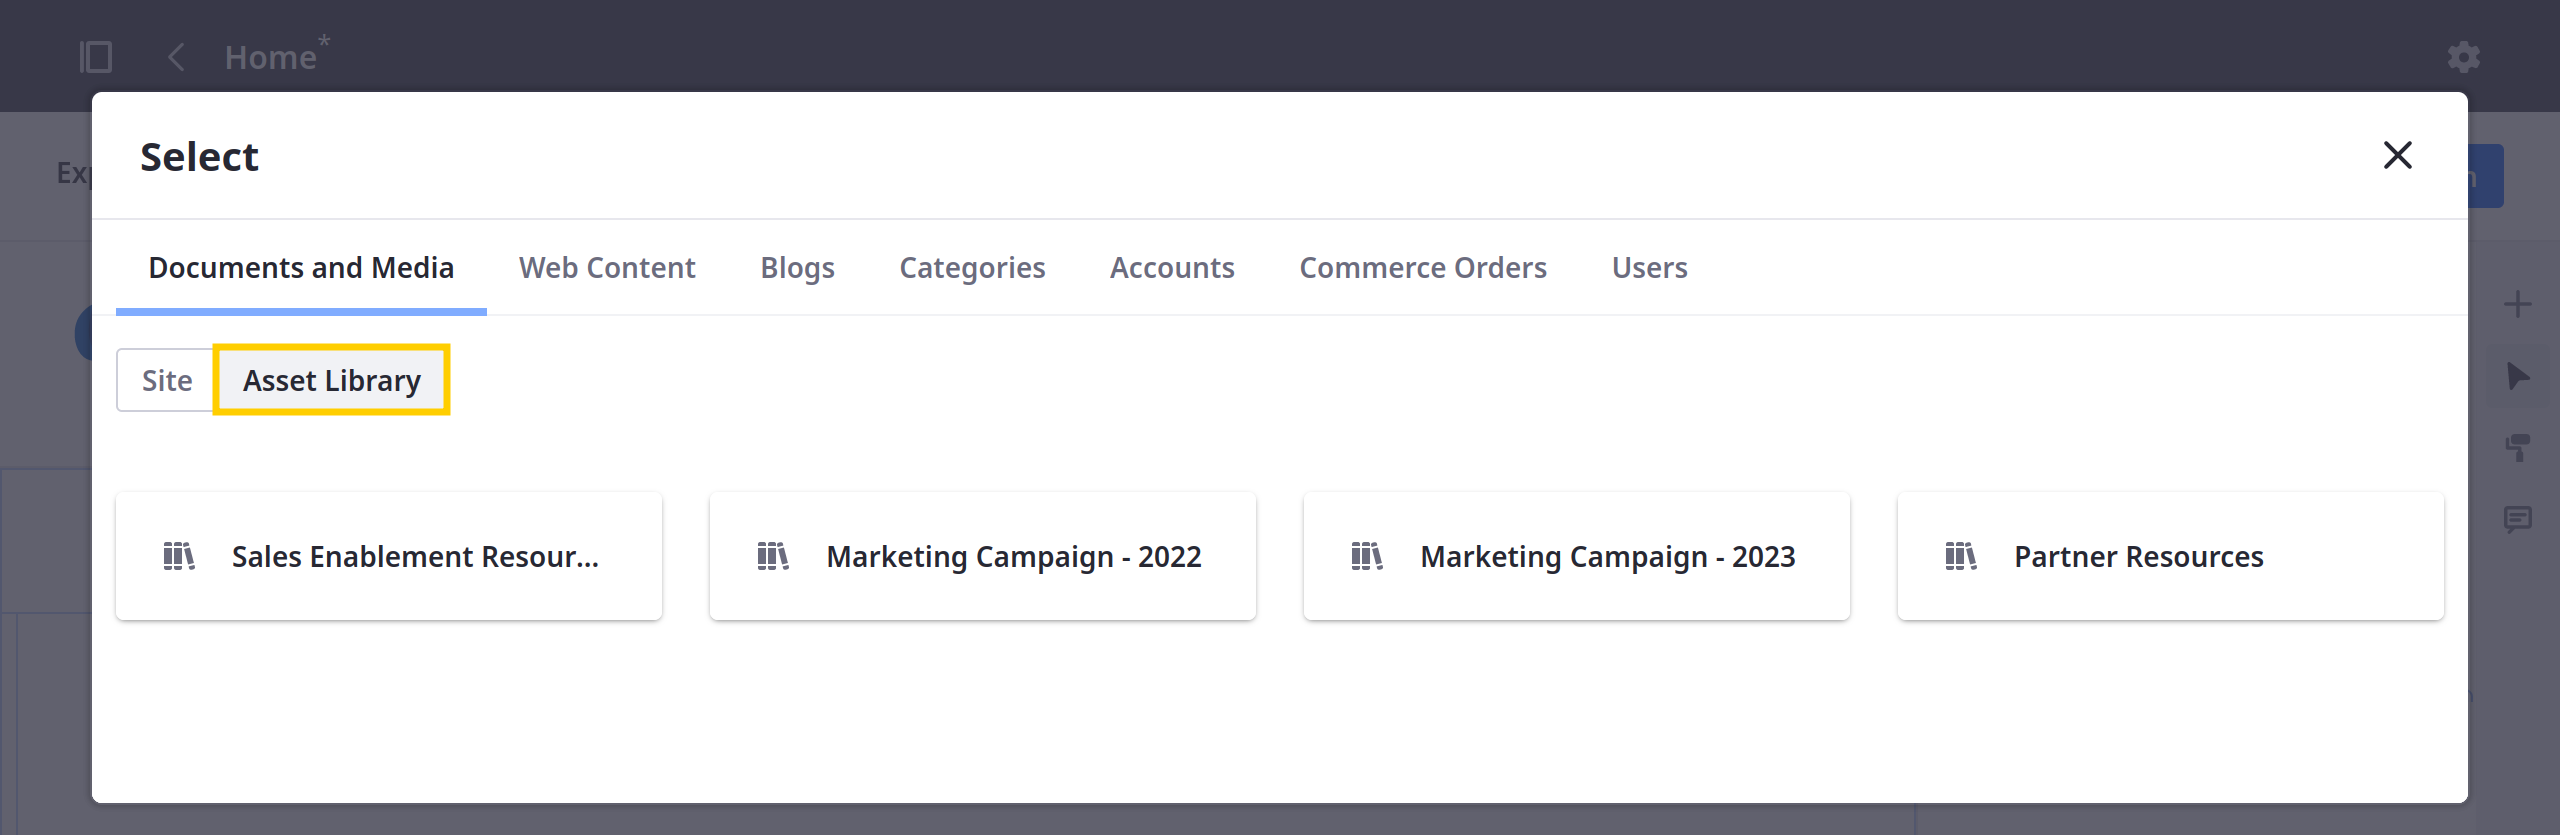 Home*
Select
Documents and Media Web Content Blogs Categories Accounts Commerce Orders Users
Site Asset Library
Sales Enablement Resour... Marketing Campaign - 2022 Marketing Campaign - 2023 Partner Resources